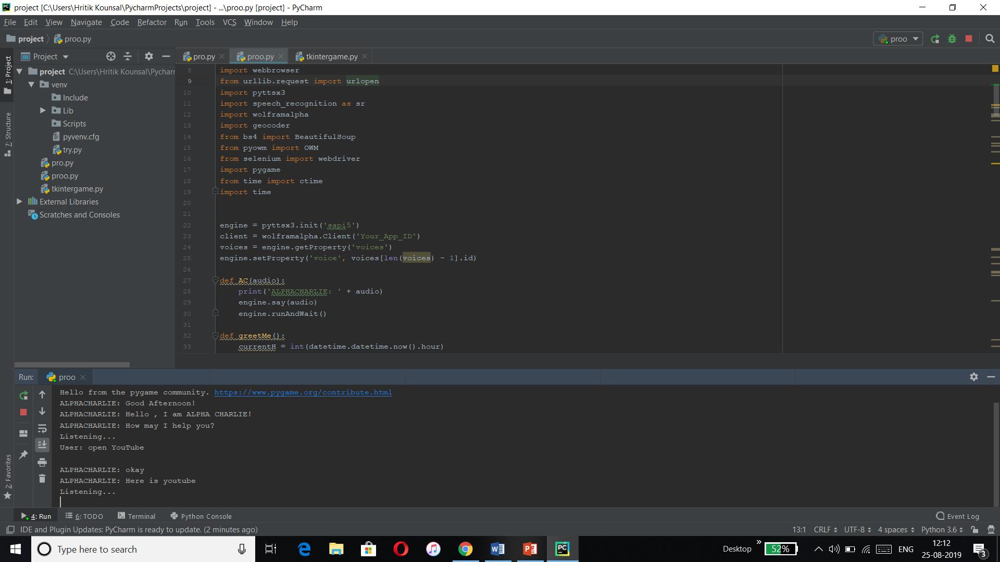 project [C:\Users\Hritik Kounsal\PycharmProjects\project] - ...\proo.py [project] - PyCharm
File Edit View Navigate Code Refactor Run Tools VCS Window Help
project proo.py
proo
Project
pro.py
proo.py
tkintergame.py
1: Project
7: Structure
2: Favorites
project C:\Users\Hritik Kounsal\Pycharm
venv
Include
Lib
Scripts
pyvenv.cfg
try.py
pro.py
proo.py
tkintergame.py
External Libraries
Scratches and Consoles
8 import webbrowser
9 from urllib.request import urlopen
10 import pyttsx3
11 import speech_recognition as sr
12 import wolframalpha
13 import geocoder
14 from bs4 import BeautifulSoup
15 from pyowm import OWM
16 from selenium import webdriver
17 import pygame
18 from time import ctime
19 import time
20
21
22 engine = pyttsx3.init('sapi5')
23 client = wolframalpha.Client('Your_App_ID')
24 voices = engine.getProperty('voices')
25 engine.setProperty('voice', voices[len(voices) - 1].id)
26
27 def AC(audio):
28 print('ALPHACHARLIE: ' + audio)
29 engine.say(audio)
30 engine.runAndWait()
31
32 def greetMe():
33 currentH = int(datetime.datetime.now().hour)
Run: proo
Hello from the pygame community. https://www.pygame.org/contribute.html
ALPHACHARLIE: Good Afternoon!
ALPHACHARLIE: Hello , I am ALPHA CHARLIE!
ALPHACHARLIE: How may I help you?
Listening...
User: open YouTube
ALPHACHARLIE: okay
ALPHACHARLIE: Here is youtube
Listening...
4: Run 6: TODO Terminal Python Console Event Log
IDE and Plugin Updates: PyCharm is ready to update. (2 minutes ago) 13:1 CRLF UTF-8 4 spaces Python 3.6
Type here to search
Desktop 52% ENG 12:12
25-08-2019 3